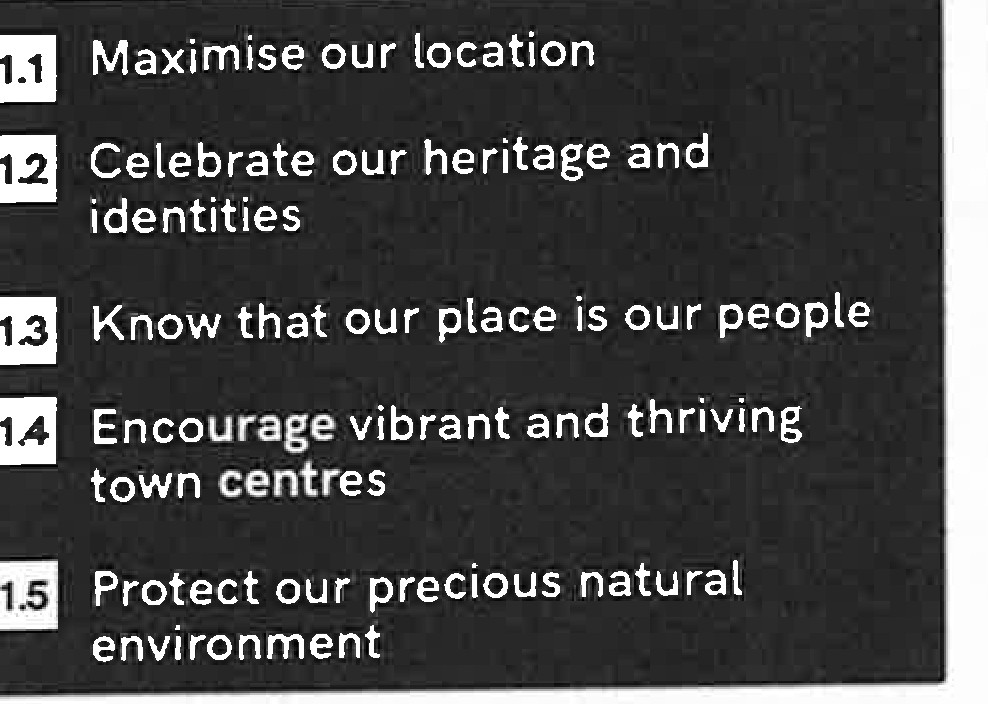 1.1 Maximise our location
1.2 Celebrate our heritage and
identities
1.3 Know that our place is our people
1.4 Encourage vibrant and thriving
town centres
1.5 Protect our precious natural
environment